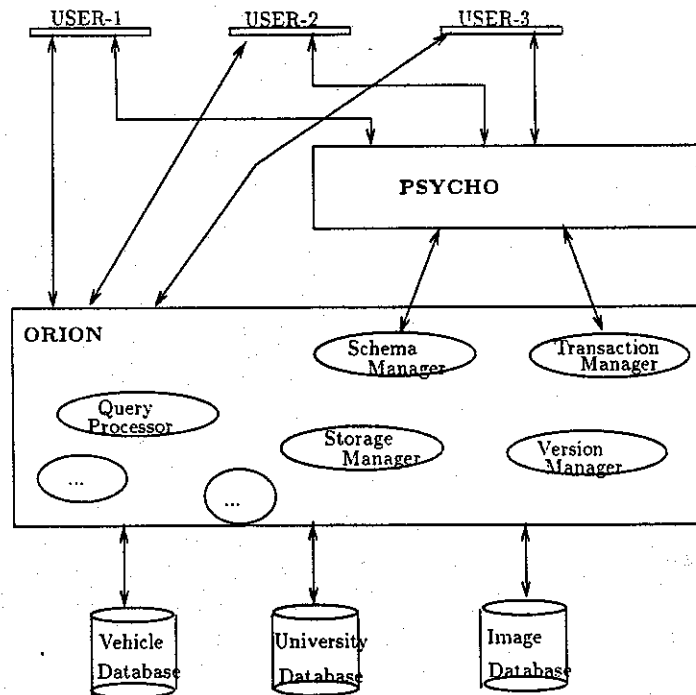 USER-1
USER-2
USER-3
PSYCHO
ORION
Schema
Manager
Transaction
Manager
Query
Processor
Storage
Manager
Version
Manager
...
...
Vehicle
Database
University
Database
Image
Database